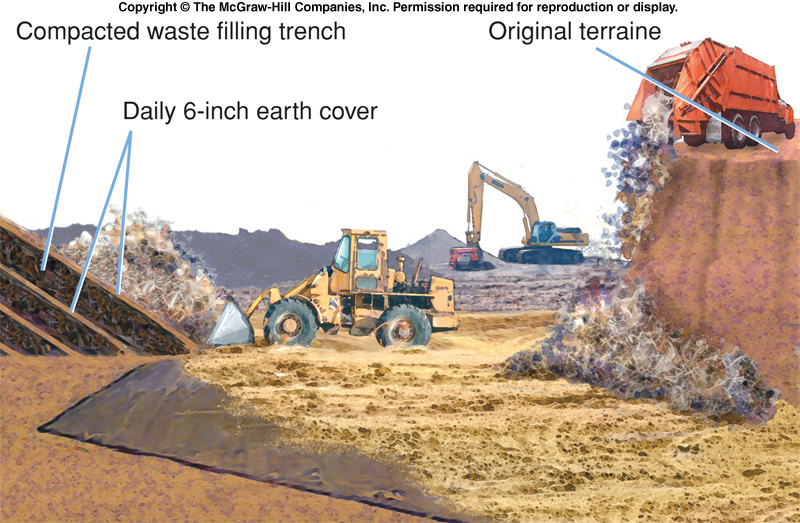 Copyright © The McGraw-Hill Companies, Inc. Permission required for reproduction or display.
Compacted waste filling trench
Original terraine
Daily 6-inch earth cover